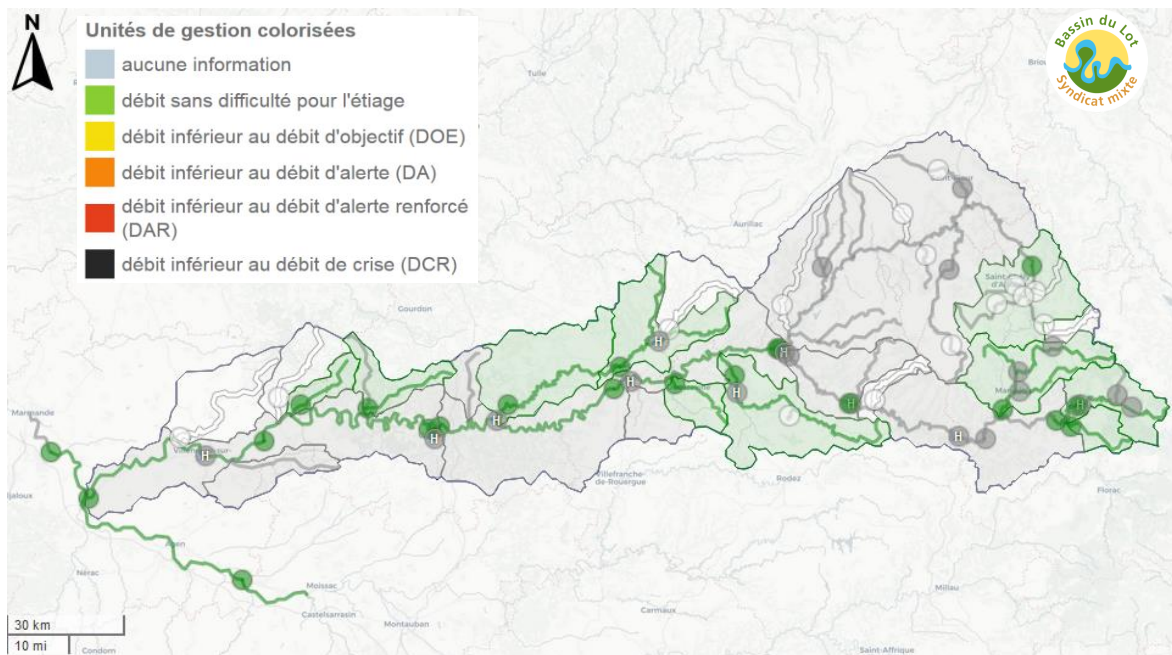 N
Unités de gestion colorisées
aucune information
débit sans difficulté pour l'étiage
débit inférieur au débit d'objectif (DOE)
débit inférieur au débit d'alerte (DA)
débit inférieur au débit d'alerte renforcé
(DAR)
débit inférieur au débit de crise (DCR)
Bassin du Lot
Syndicat mixte
Tulle
Aurillac
Gourdon
Marmande
H
H
H
H
H
H
H
H
H
H
Villefranche-
de-Rouergue
Rodez
Florac
Agen
Nérac
Moissac
Castelsarrasin
Montauban
Carmaux
Millau
Saint-Affrique
Condom
30 km
10 mi